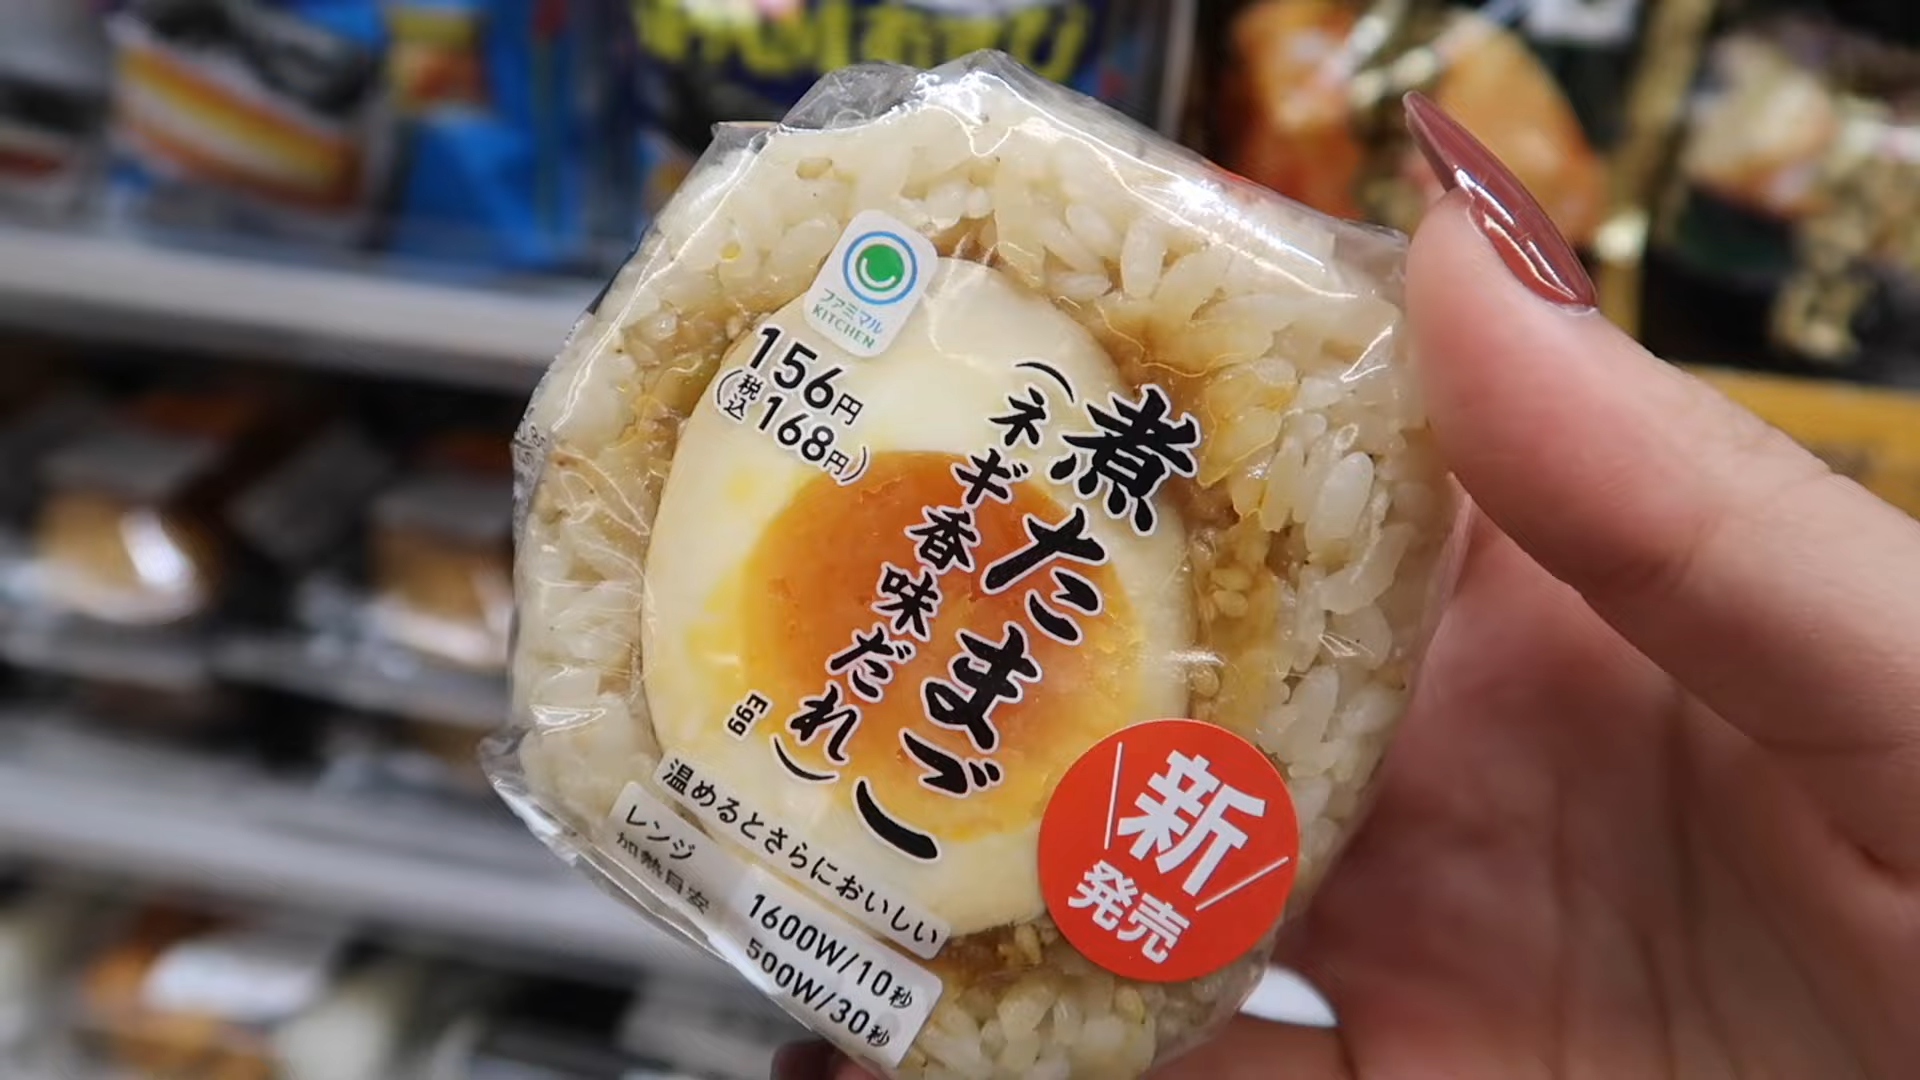 ファミマル
KITCHEN
156円
(税込168円)
煮たまご
(ネギ香味だれ)
Egg
温めるとさらにおいしい
レンジ
加熱目安
1600W/10秒
500W/30秒
新
発売